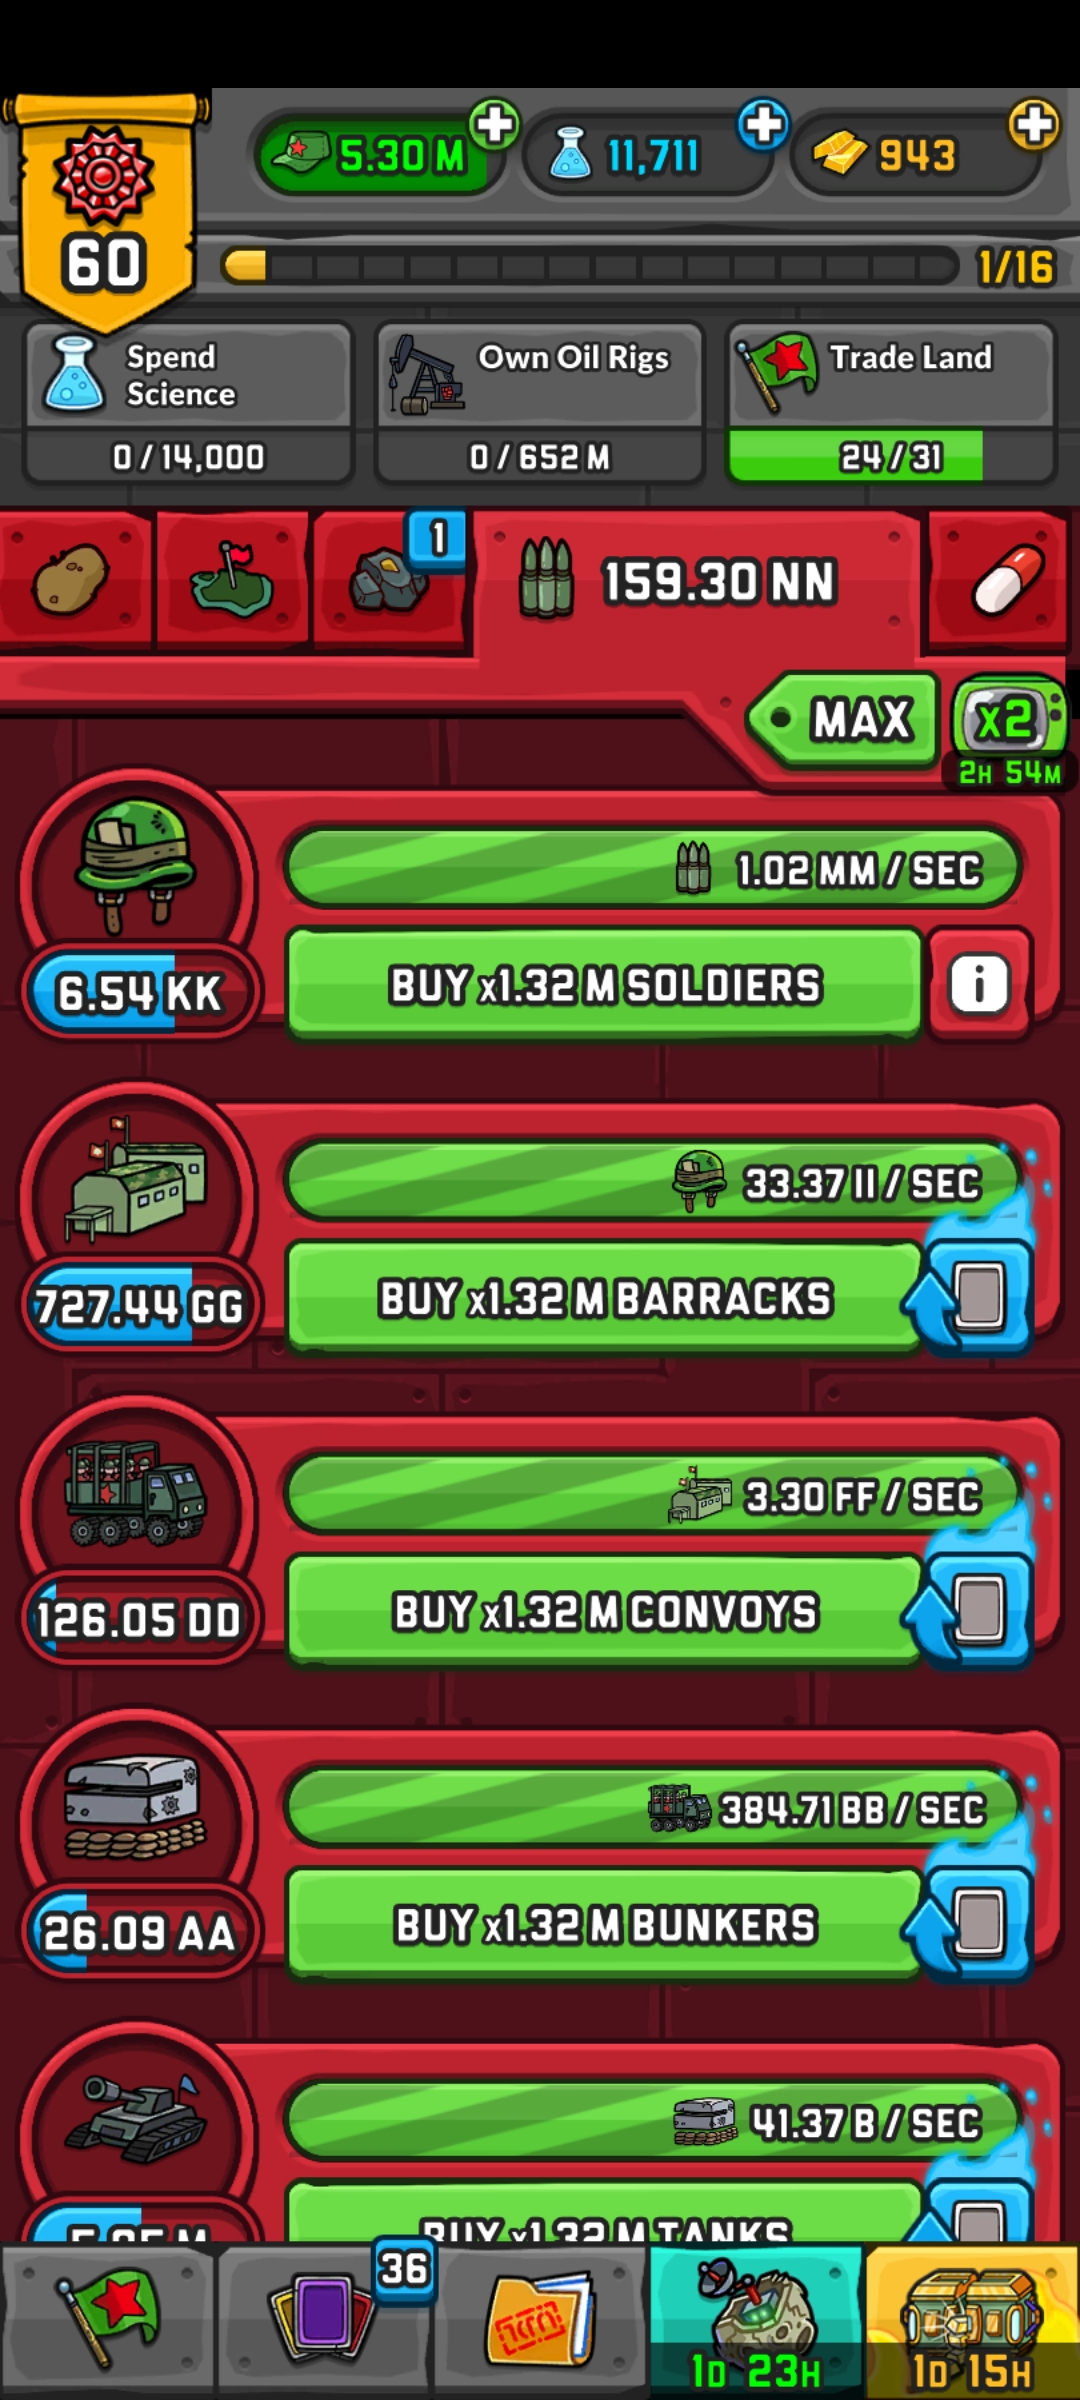 60
5.30 M
11,711
943
1/16
Spend
Science
0/14,000
Own Oil Rigs
0/652 M
Trade Land
24/31
1
159.30 NN
MAX
x2
2H 54M
1.02 MM / SEC
6.54 KK
BUY x1.32 M SOLDIERS
i
33.37 II / SEC
727.44 GG
BUY x1.32 M BARRACKS
3.30 FF / SEC
126.05 DD
BUY x1.32 M CONVOYS
384.71 BB / SEC
26.09 AA
BUY x1.32 M BUNKERS
41.37 B / SEC
BUY x1.32 M TANKS
36
1D 23H
1D 15H